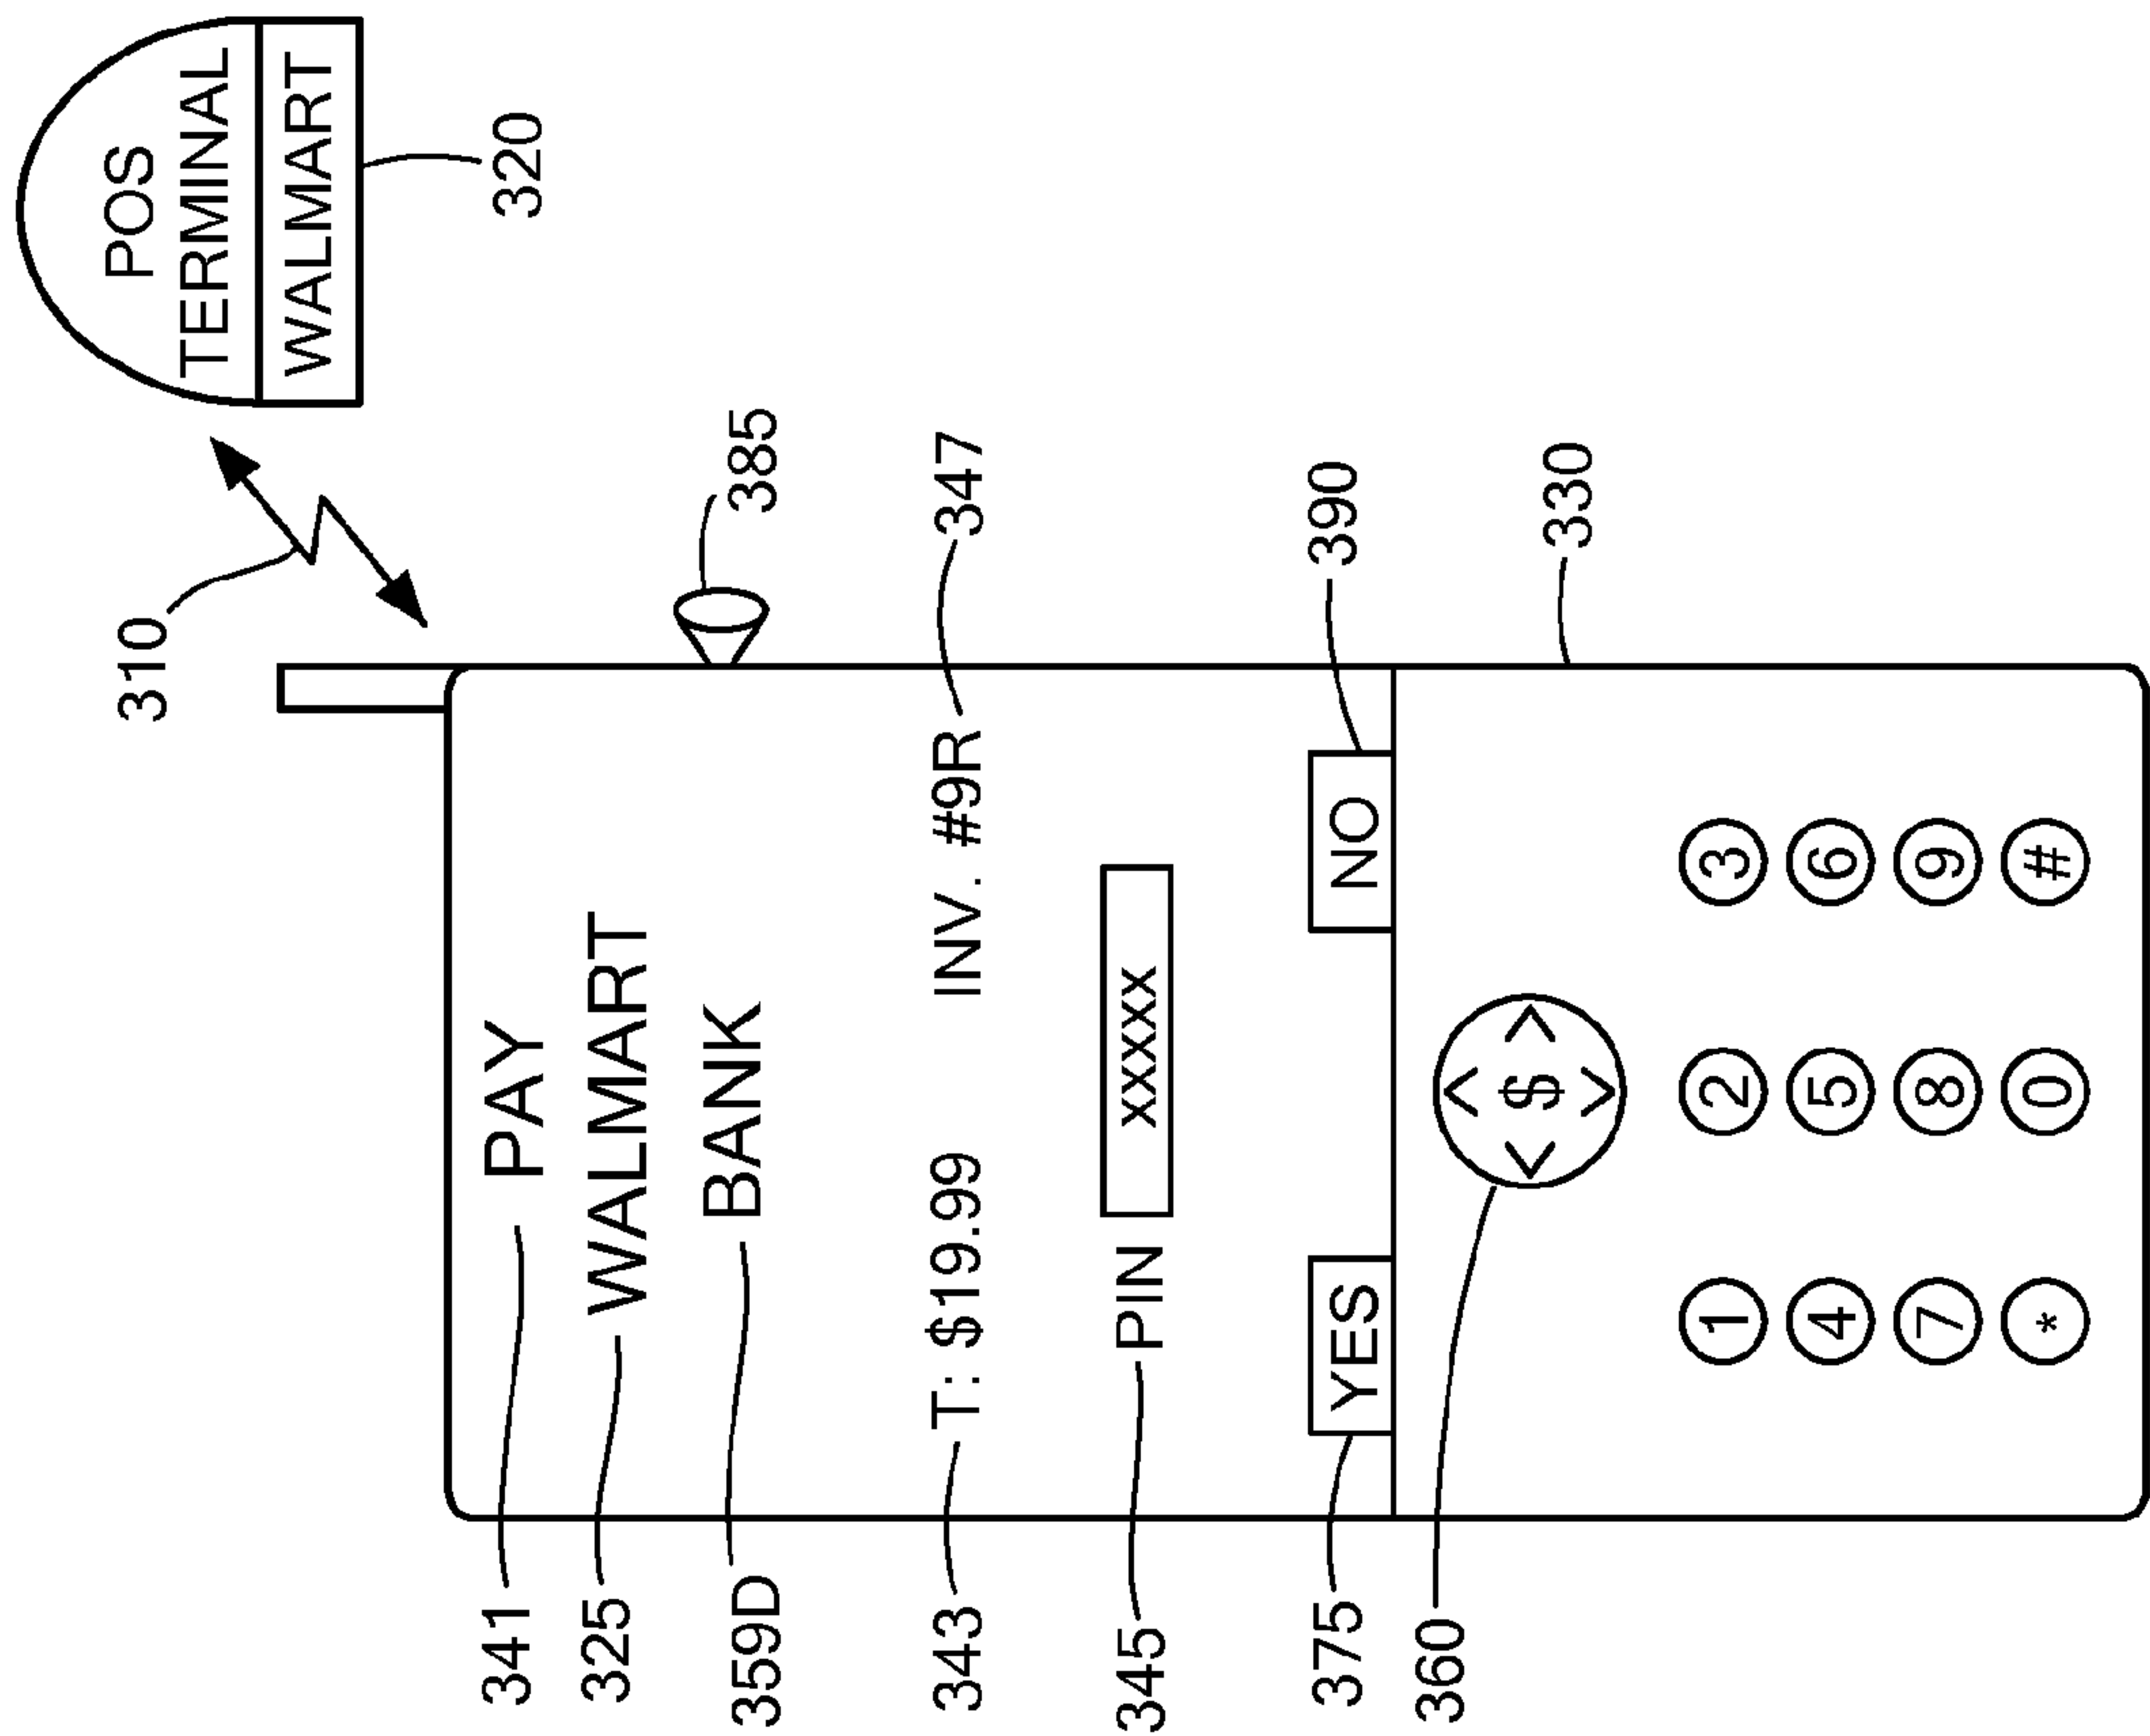 POS
TERMINAL
WALMART
320
310
385
341
PAY
325
WALMART
359D
BANK
343
T: $19.99
INV. #9R
347
345
PIN
xxxxxx
375
YES
NO
390
360
< ^ $ v >
330
1 2 3
4 5 6
7 8 9
* 0 #